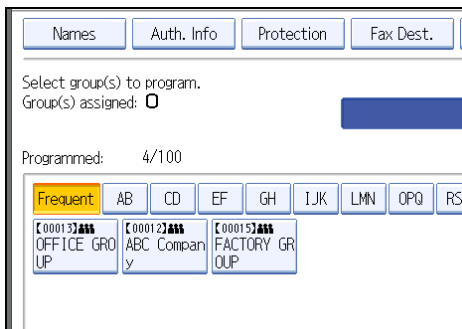 Names Auth. Info Protection Fax Dest.
Select group(s) to program.
Group(s) assigned: 0
Programmed: 4/100
Frequent AB CD EF GH IJK LMN OPQ RS
【00013】 【00012】 【00015】
OFFICE GRO ABC Compan FACTORY GR
UP y OUP